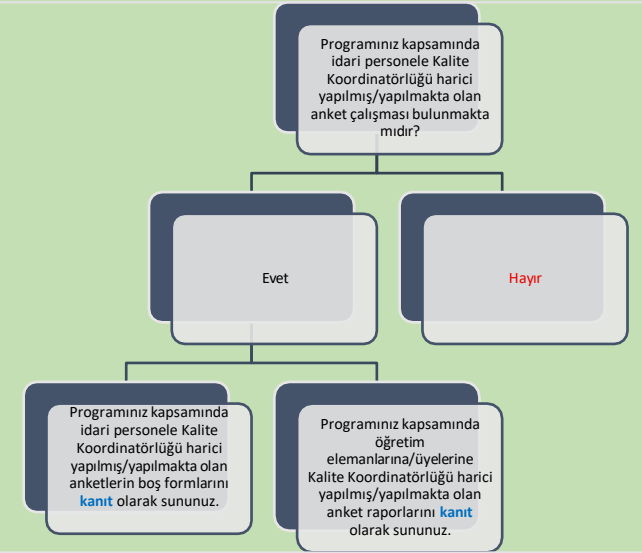 Programınız kapsamında
idari personele Kalite
Koordinatörlüğü harici
yapılmış/yapılmakta olan
anket çalışması bulunmakta
mıdır?
Evet
Hayır
Programınız kapsamında
idari personele Kalite
Koordinatörlüğü harici
yapılmış/yapılmakta olan
anketlerin boş formlarını
kanıt olarak sununuz.
Programınız kapsamında
öğretim
elemanlarına/üyelerine
Kalite Koordinatörlüğü harici
yapılmış/yapılmakta olan
anket raporlarını kanıt
olarak sununuz.